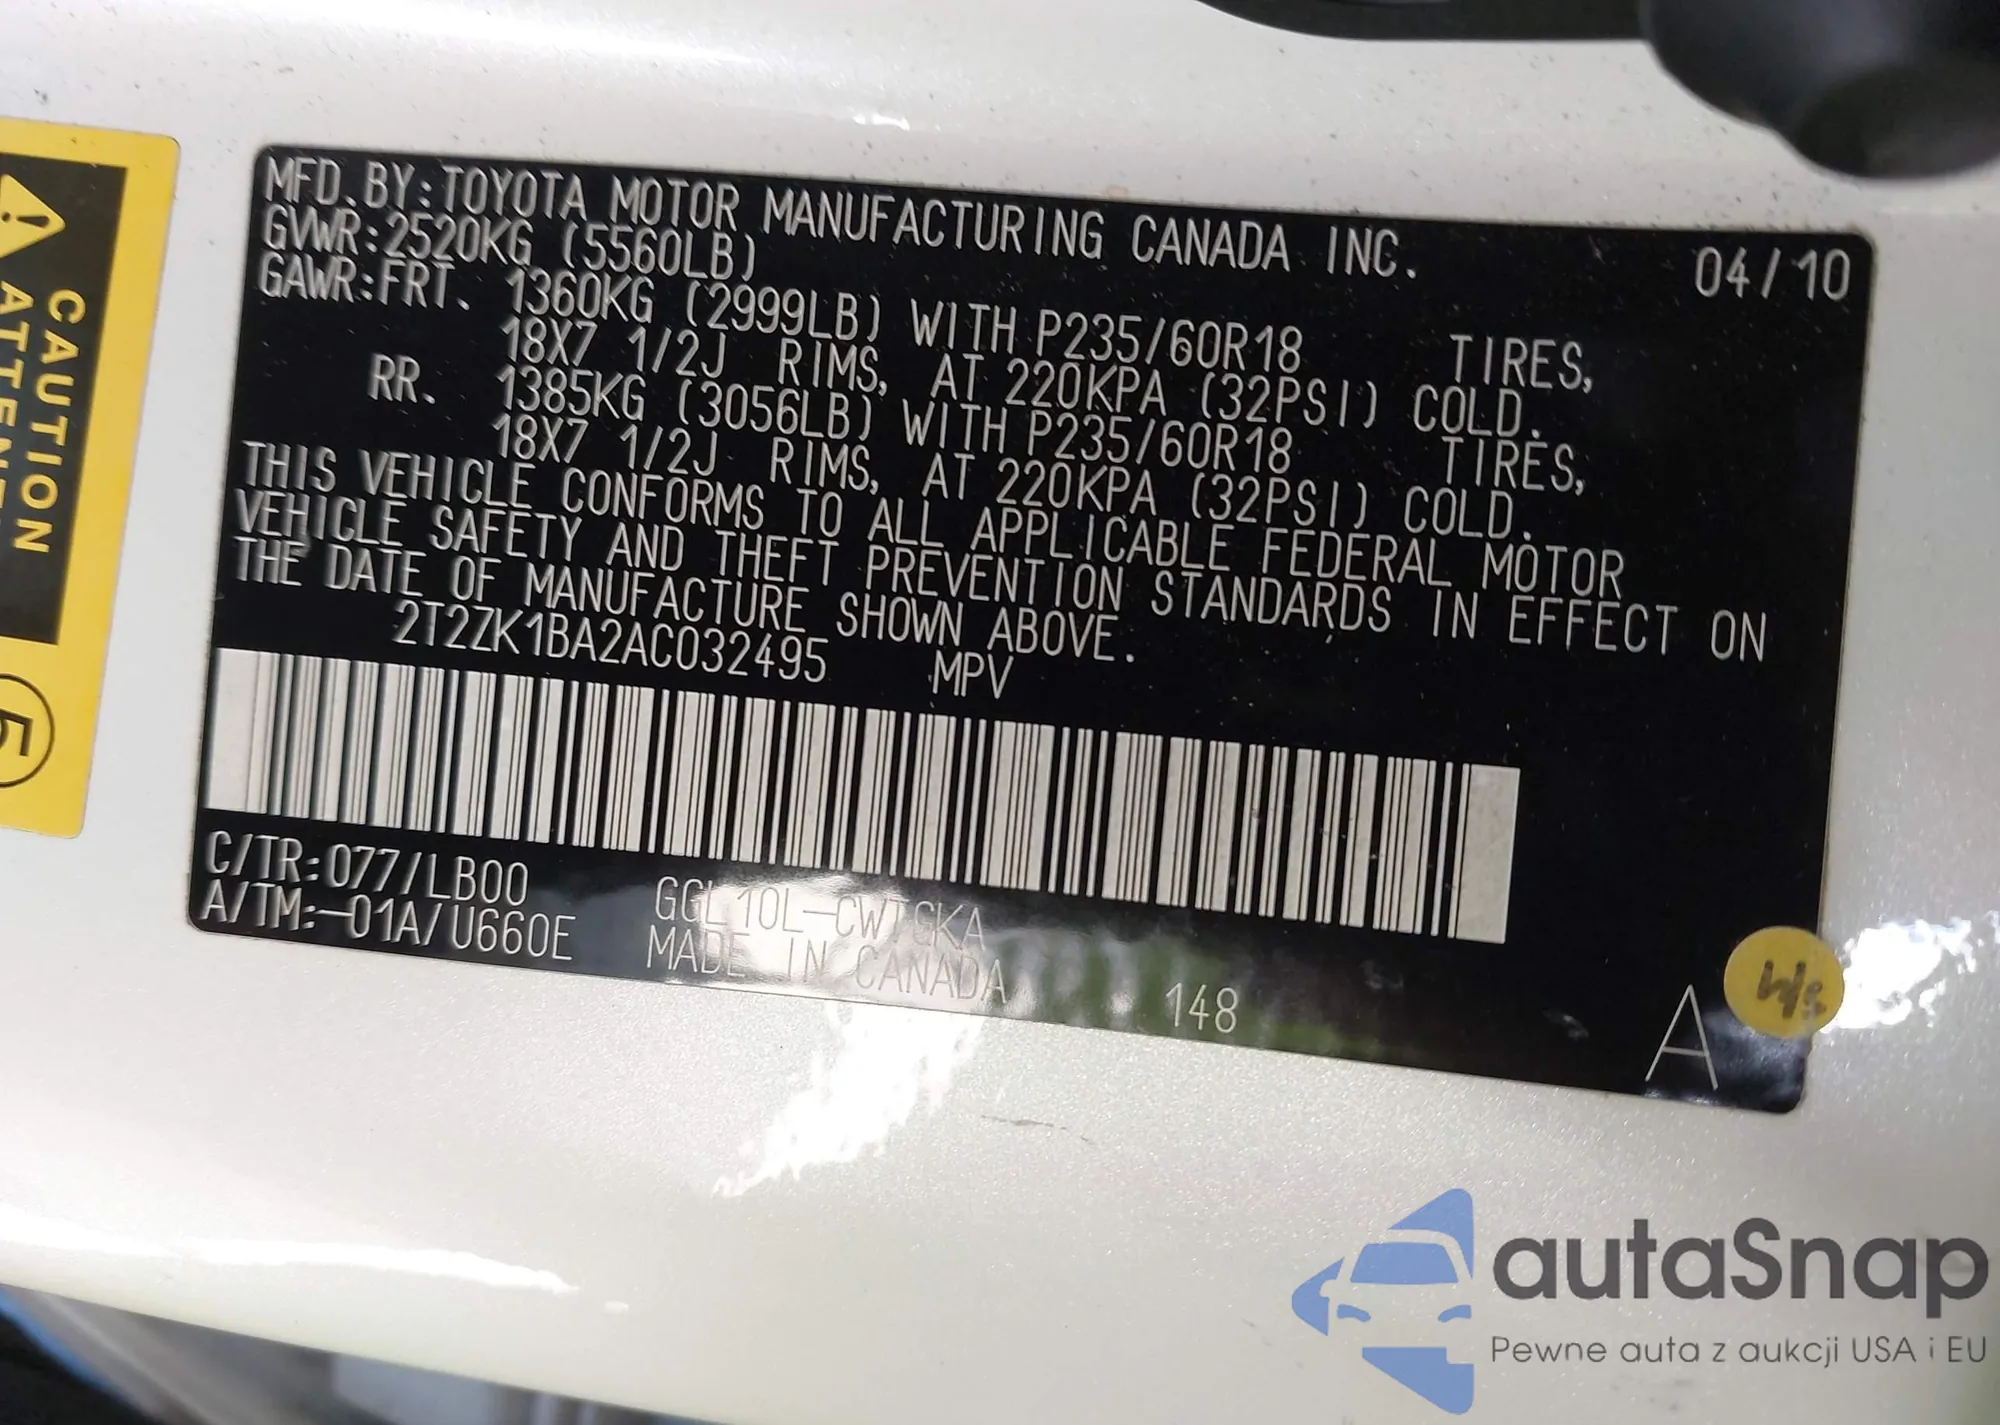 MFD.BY:TOYOTA MOTOR MANUFACTURING CANADA INC. 04/10
GVWR:2520KG (5560LB)
GAWR:FRT. 1360KG (2999LB) WITH P235/60R18 TIRES,
18X7 1/2J RIMS, AT 220KPA (32PSI) COLD.
RR. 1385KG (3056LB) WITH P235/60R18 TIRES,
18X7 1/2J RIMS, AT 220KPA (32PSI) COLD.
THIS VEHICLE CONFORMS TO ALL APPLICABLE FEDERAL MOTOR
VEHICLE SAFETY AND THEFT PREVENTION STANDARDS IN EFFECT ON
THE DATE OF MANUFACTURE SHOWN ABOVE.
2T2ZK1BA2AC032495 MPV
C/TR:077/LB00
A/TM:-01A/U660E
MADE IN CANADA
148
A
CAUTION
5
autaSnap
Pewne auta z aukcji USA i EU